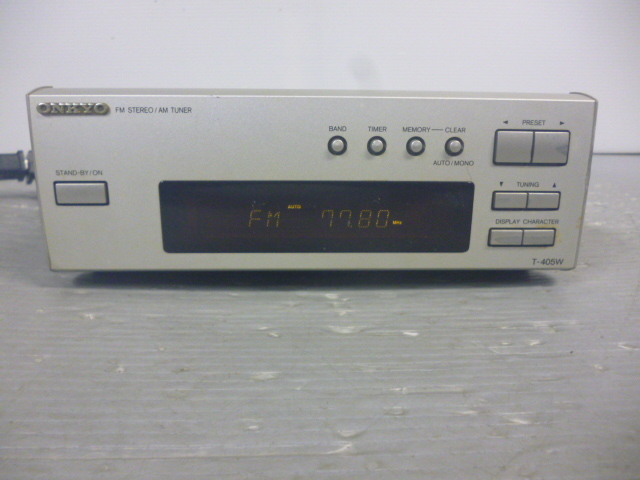 ONKYO FM STEREO / AM TUNER
BAND TIMER MEMORY CLEAR
AUTO / MONO
◄ PRESET ►
STAND-BY / ON
▼ TUNING ▲
DISPLAY CHARACTER
AUTO
FM 77.80 MHz
T-405W